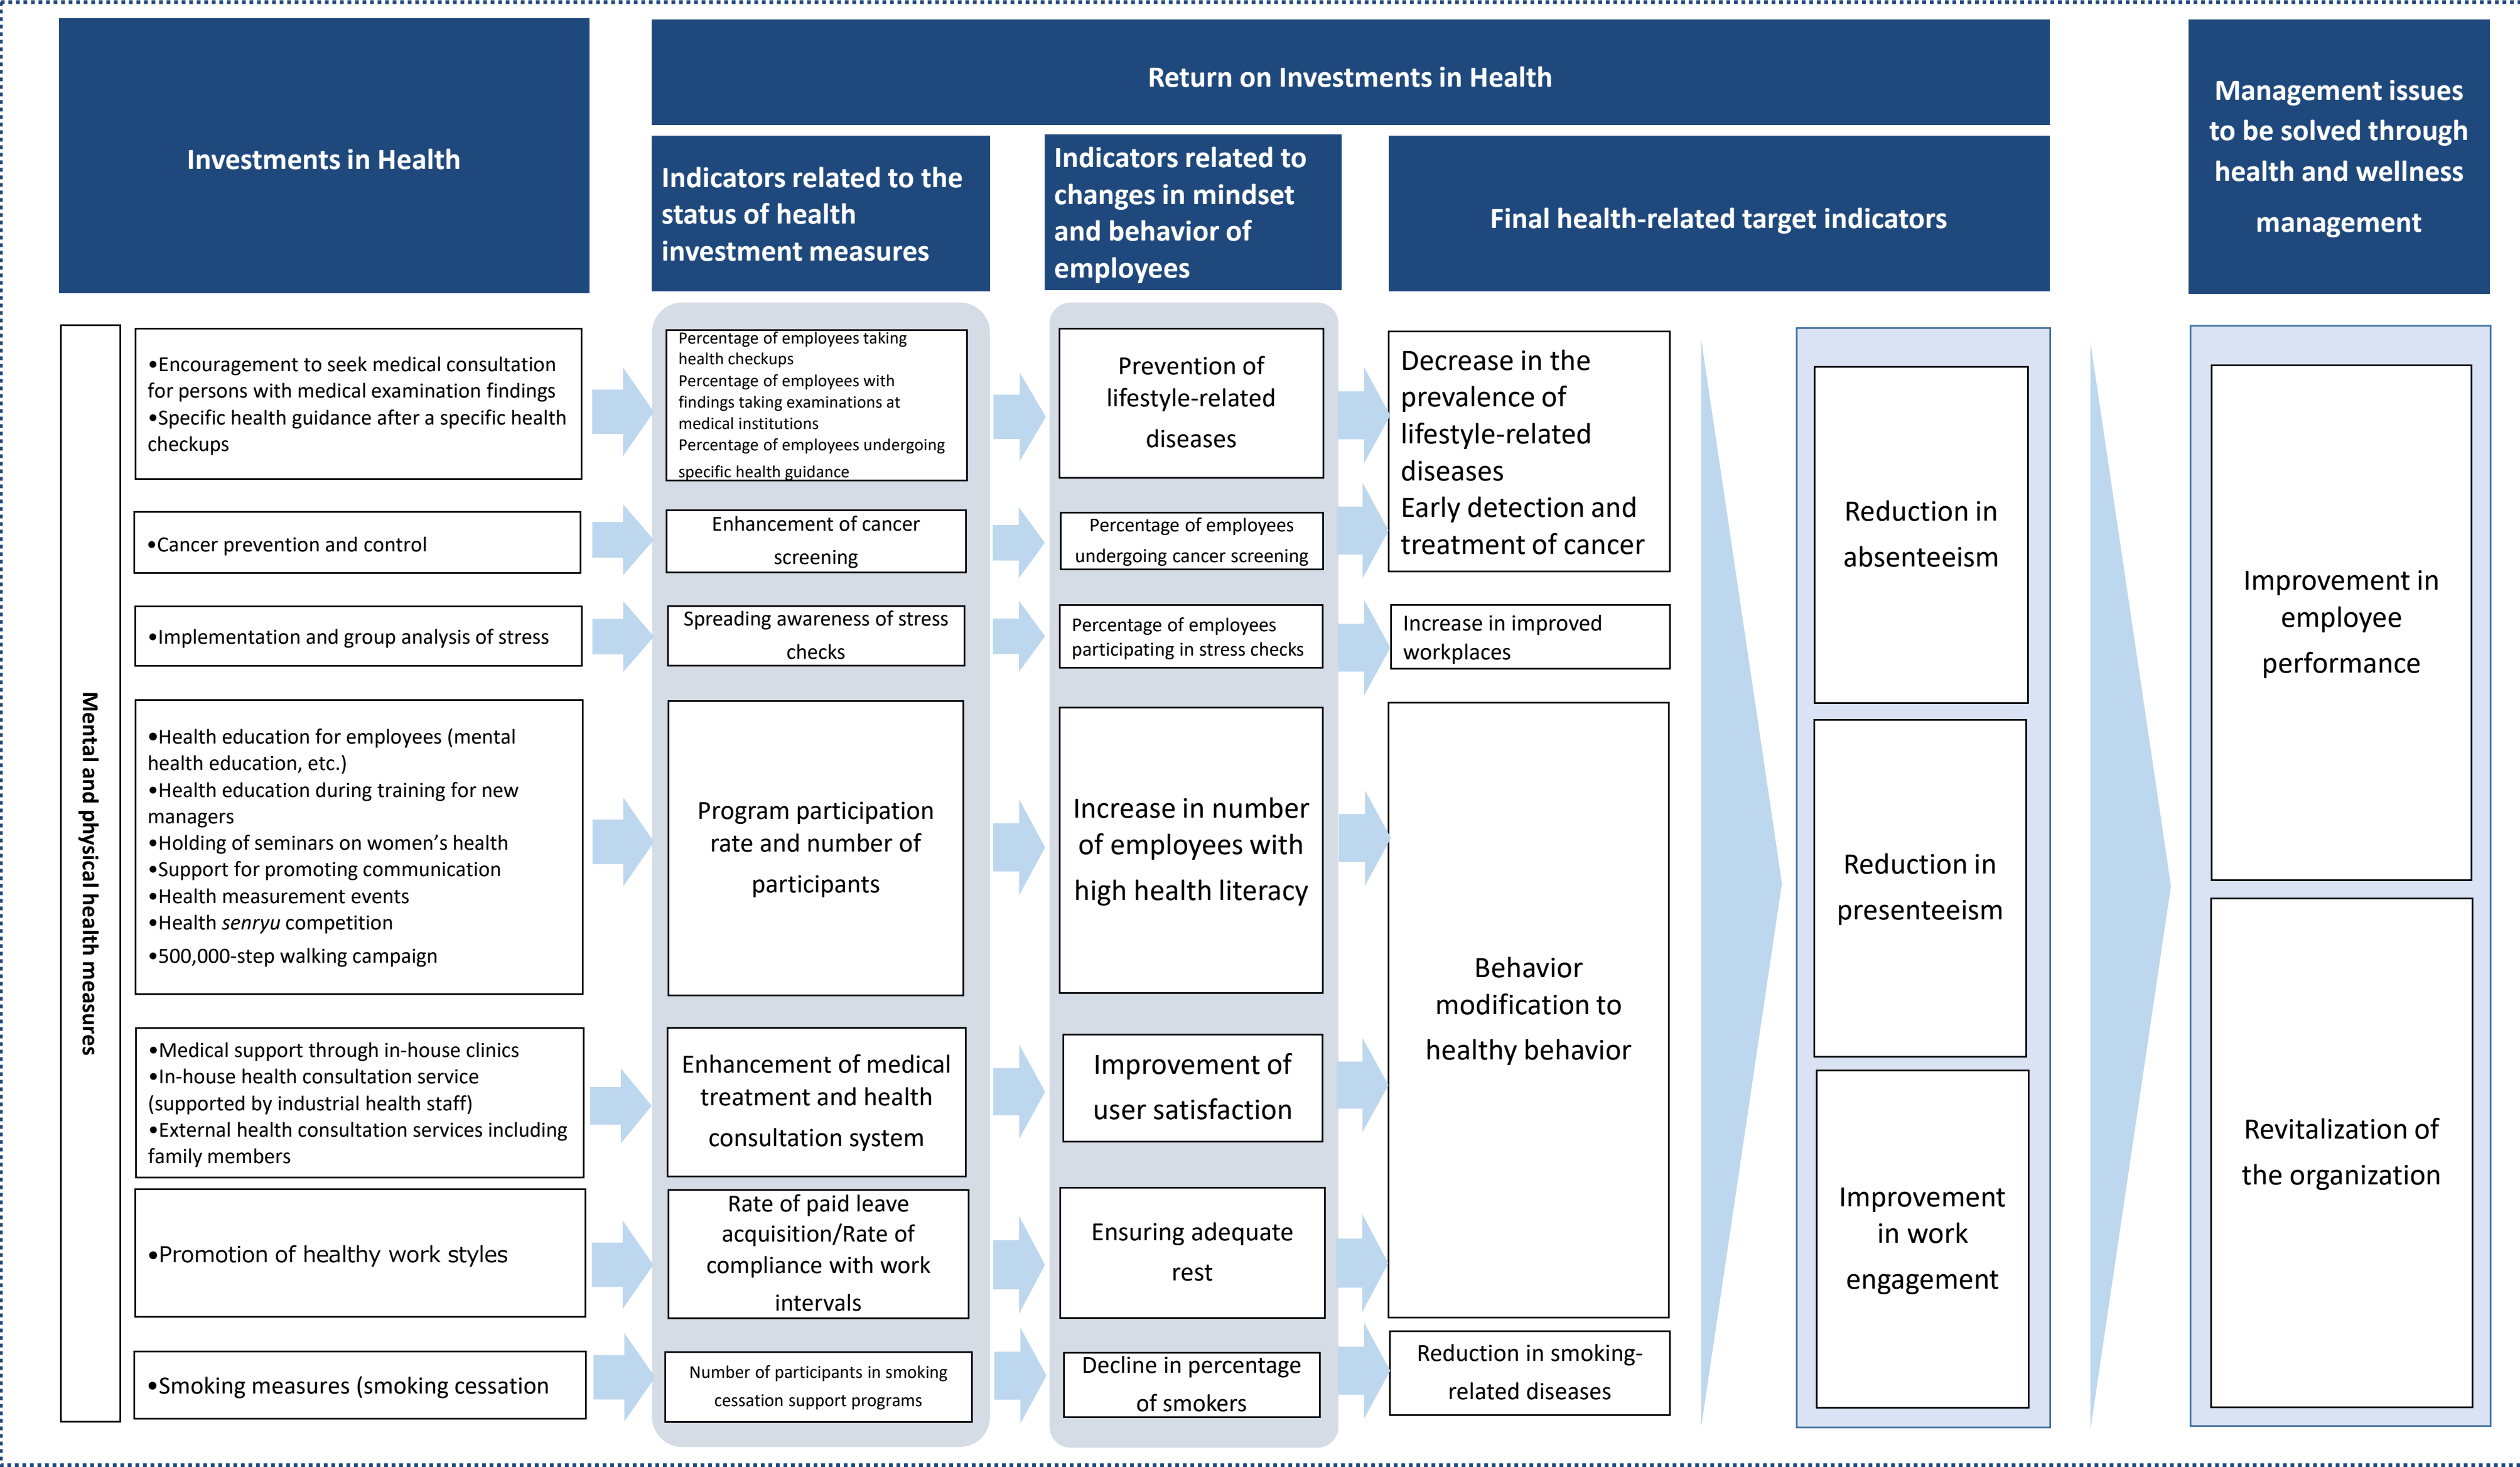 Investments in Health
Return on Investments in Health
Indicators related to the
status of health
investment measures
Indicators related to
changes in mindset
and behavior of
employees
Final health-related target indicators
Management issues
to be solved through
health and wellness
management
Mental and physical health measures
•Encouragement to seek medical consultation
for persons with medical examination findings
•Specific health guidance after a specific health
checkups
Percentage of employees taking
health checkups
Percentage of employees with
findings taking examinations at
medical institutions
Percentage of employees undergoing
specific health guidance
Prevention of
lifestyle-related
diseases
Decrease in the
prevalence of
lifestyle-related
diseases
Early detection and
treatment of cancer
•Cancer prevention and control
Enhancement of cancer
screening
Percentage of employees
undergoing cancer screening
•Implementation and group analysis of stress
Spreading awareness of stress
checks
Percentage of employees
participating in stress checks
Increase in improved
workplaces
•Health education for employees (mental
health education, etc.)
•Health education during training for new
managers
•Holding of seminars on women’s health
•Support for promoting communication
•Health measurement events
•Health senryu competition
•500,000-step walking campaign
Program participation
rate and number of
participants
Increase in number
of employees with
high health literacy
Behavior
modification to
healthy behavior
•Medical support through in-house clinics
•In-house health consultation service
(supported by industrial health staff)
•External health consultation services including
family members
Enhancement of medical
treatment and health
consultation system
Improvement of
user satisfaction
•Promotion of healthy work styles
Rate of paid leave
acquisition/Rate of
compliance with work
intervals
Ensuring adequate
rest
•Smoking measures (smoking cessation
Number of participants in smoking
cessation support programs
Decline in percentage
of smokers
Reduction in smoking-
related diseases
Reduction in
absenteeism
Reduction in
presenteeism
Improvement
in work
engagement
Improvement in
employee
performance
Revitalization of
the organization